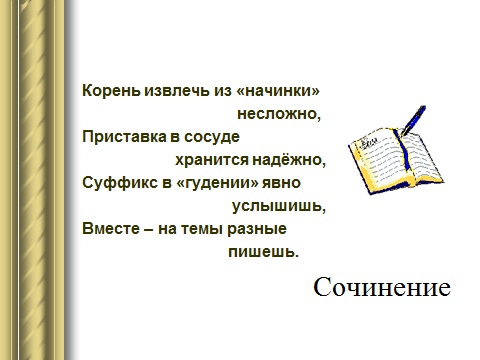 Корень извлечь из «начинки»
несложно,
Приставка в сосуде
хранится надёжно,
Суффикс в «гудении» явно
услышишь,
Вместе – на темы разные
пишешь.
Сочинение